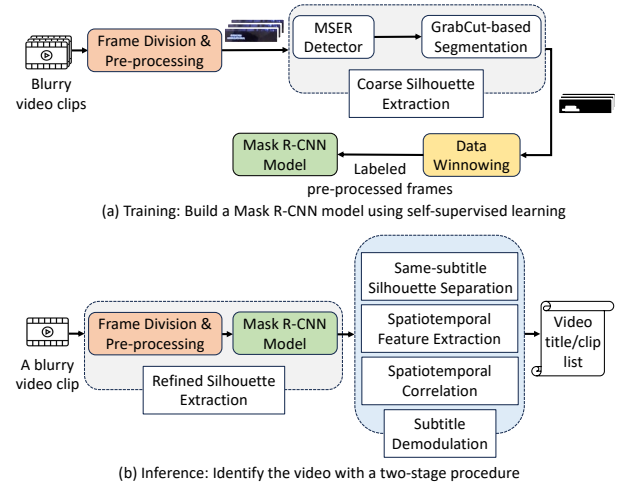 Blurry
video clips
Frame Division &
Pre-processing
MSER
Detector
GrabCut-based
Segmentation
Coarse Silhouette
Extraction
Mask R-CNN
Model
Labeled
pre-processed frames
Data
Winnowing
(a) Training: Build a Mask R-CNN model using self-supervised learning
A blurry
video clip
Frame Division &
Pre-processing
Mask R-CNN
Model
Refined Silhouette
Extraction
Same-subtitle
Silhouette Separation
Spatiotemporal
Feature Extraction
Spatiotemporal
Correlation
Subtitle
Demodulation
Video
title/clip
list
(b) Inference: Identify the video with a two-stage procedure